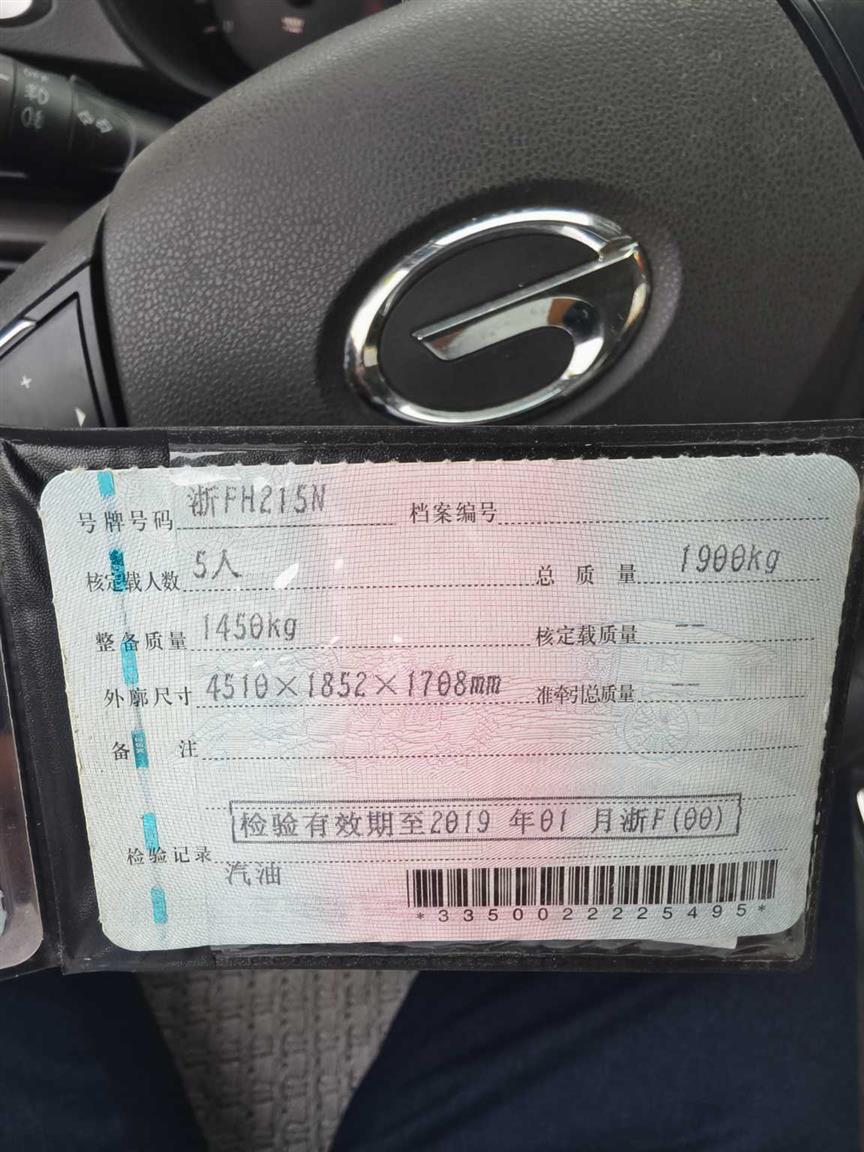 号牌号码 浙FH215N 档案编号
核定载人数 5人 总质量 1900kg
整备质量 1450kg 核定载质量 --
外廓尺寸 4510×1852×1708mm 准牵引总质量 --
备注
检验有效期至2019年01月浙F(00)
检验记录
汽油
*3350022225495*